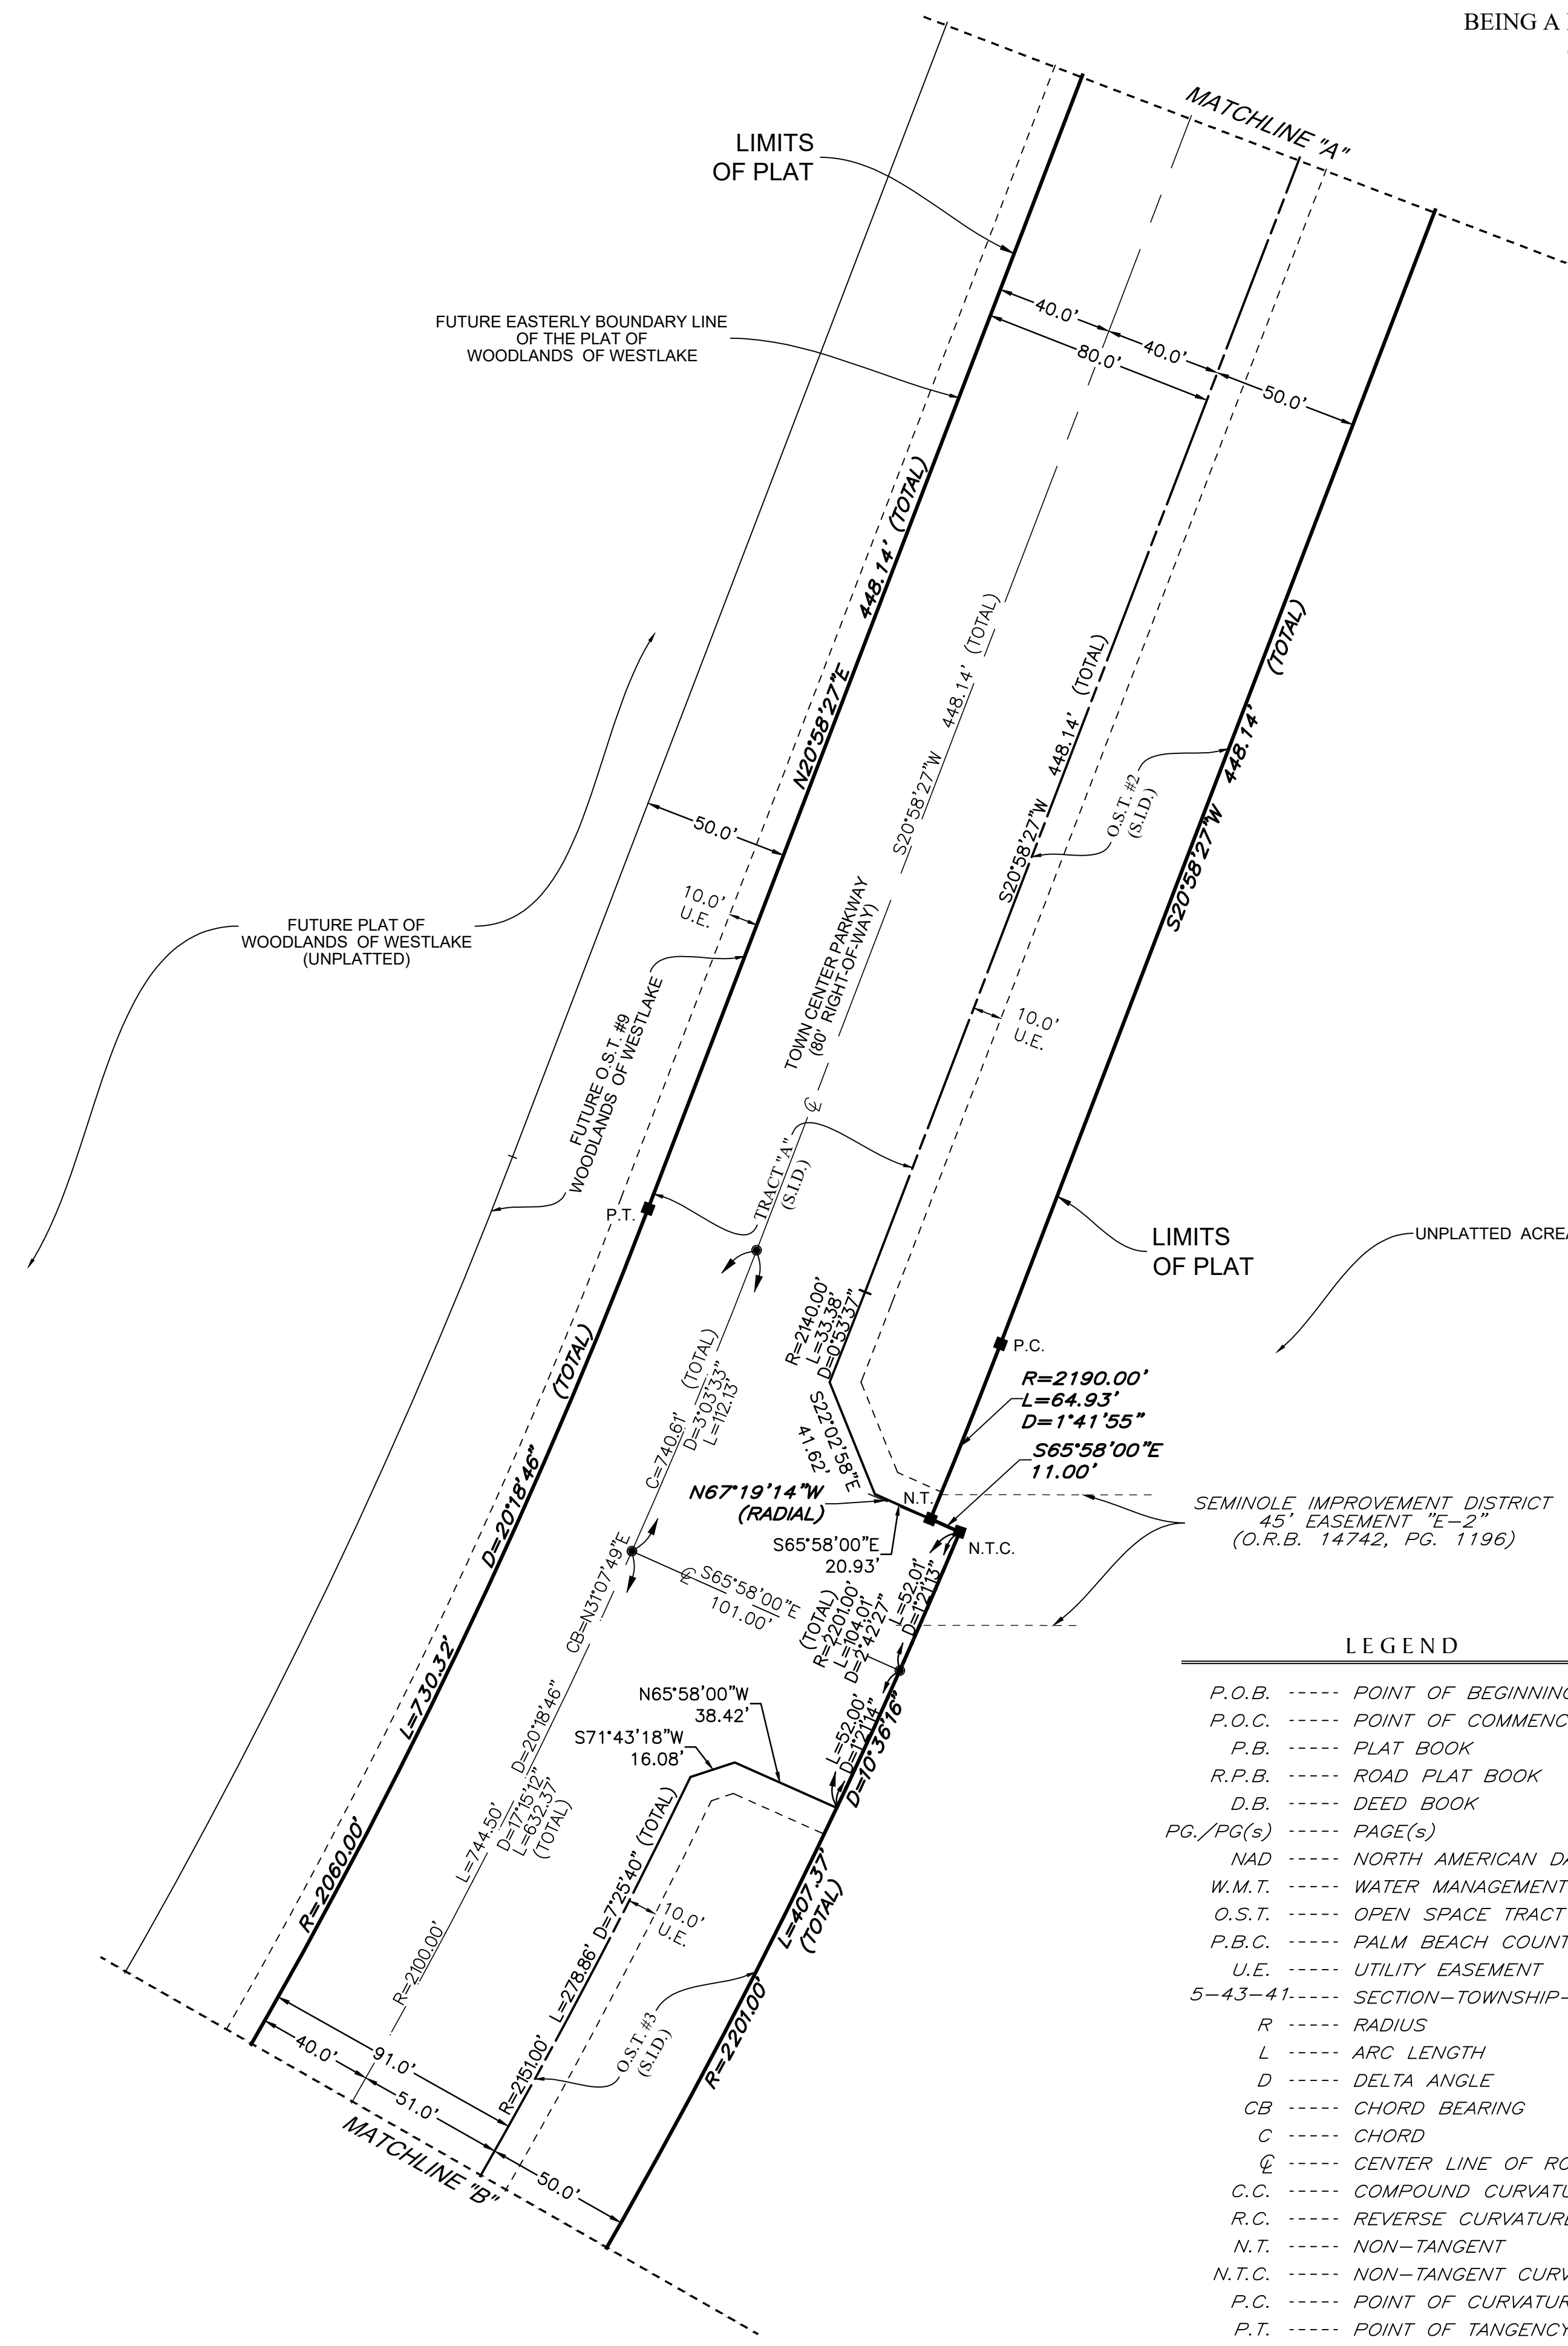 BEING A
MATCHLINE "A"
LIMITS
OF PLAT
FUTURE EASTERLY BOUNDARY LINE
OF THE PLAT OF
WOODLANDS OF WESTLAKE
40.0'
80.0'
40.0'
50.0'
N20°58'27"E 448.14' (TOTAL)
S20°58'27"W 448.14' (TOTAL)
S20°58'27"W 448.14' (TOTAL)
S20°58'27"W 448.14' (TOTAL)
O.S.T. #2
(S.I.D.)
50.0'
10.0'
U.E.
FUTURE PLAT OF
WOODLANDS OF WESTLAKE
(UNPLATTED)
TOWN CENTER PARKWAY
(80' RIGHT-OF-WAY)
10.0'
U.E.
FUTURE O.S.T. #9
WOODLANDS OF WESTLAKE
TRACT "A"
(S.I.D.)
P.T.
LIMITS
OF PLAT
UNPLATTED
R=2140.00'
L=33.38'
D=0°53'37"
P.C.
R=2190.00'
L=64.93'
D=1°41'55"
S65°58'00"E
11.00'
S22°02'58"E
41.62'
N67°19'14"W
(RADIAL)
N.T.
S65°58'00"E
20.93'
N.T.C.
SEMINOLE IMPROVEMENT DISTRICT
45' EASEMENT "E-2"
(O.R.B. 14742, PG. 1196)
R=2060.00' L=730.32' D=20°18'46" (TOTAL)
R=2100.00' L=744.50' D=20°18'46" CB=N31°07'49"E C=740.61' (TOTAL)
D=3°03'33"
L=112.13'
D=17°15'12"
L=632.37'
(TOTAL)
℄ S65°58'00"E
101.00'
(TOTAL)
R=2201.00'
L=104.01'
D=2°42'27"
L=52.01'
D=1°21'13"
L=52.00'
D=1°21'14"
N65°58'00"W
38.42'
S71°43'18"W
16.08'
R=2151.00' L=278.86' D=7°25'40" (TOTAL)
10.0'
U.E.
R=2201.00' L=407.37' D=10°36'16"
(TOTAL)
O.S.T. #3
(S.I.D.)
40.0'
91.0'
51.0'
50.0'
MATCHLINE "B"
LEGEND
P.O.B. ----- POINT OF BEGINNING
P.O.C. ----- POINT OF
P.B. ----- PLAT BOOK
R.P.B. ----- ROAD PLAT BOOK
D.B. ----- DEED BOOK
PG./PG(s) ----- PAGE(s)
NAD ----- NORTH AMERICAN
W.M.T. ----- WATER MANAGEMENT
O.S.T. ----- OPEN SPACE TRACT
P.B.C. ----- PALM BEACH
U.E. ----- UTILITY EASEMENT
5-43-41 ----- SECTION-TOWNSHIP-
R ----- RADIUS
L ----- ARC LENGTH
D ----- DELTA ANGLE
CB ----- CHORD BEARING
C ----- CHORD
℄ ----- CENTER LINE OF
C.C. ----- COMPOUND
R.C. ----- REVERSE CURVATURE
N.T. ----- NON-TANGENT
N.T.C. ----- NON-TANGENT
P.C. ----- POINT OF
P.T. ----- POINT OF TANGENCY